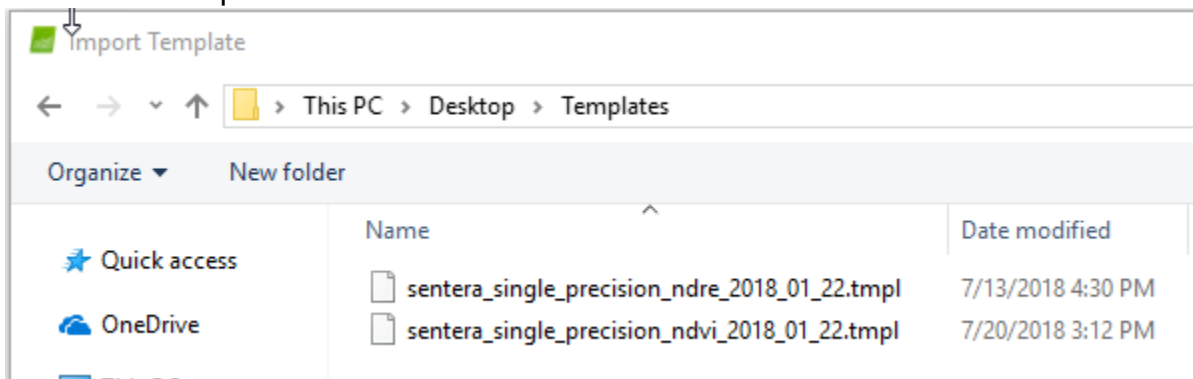 Import Template
This PC > Desktop > Templates
Organize New folder
Name Date modified
Quick access
sentera_single_precision_ndre_2018_01_22.tmpl 7/13/2018 4:30 PM
OneDrive
sentera_single_precision_ndvi_2018_01_22.tmpl 7/20/2018 3:12 PM